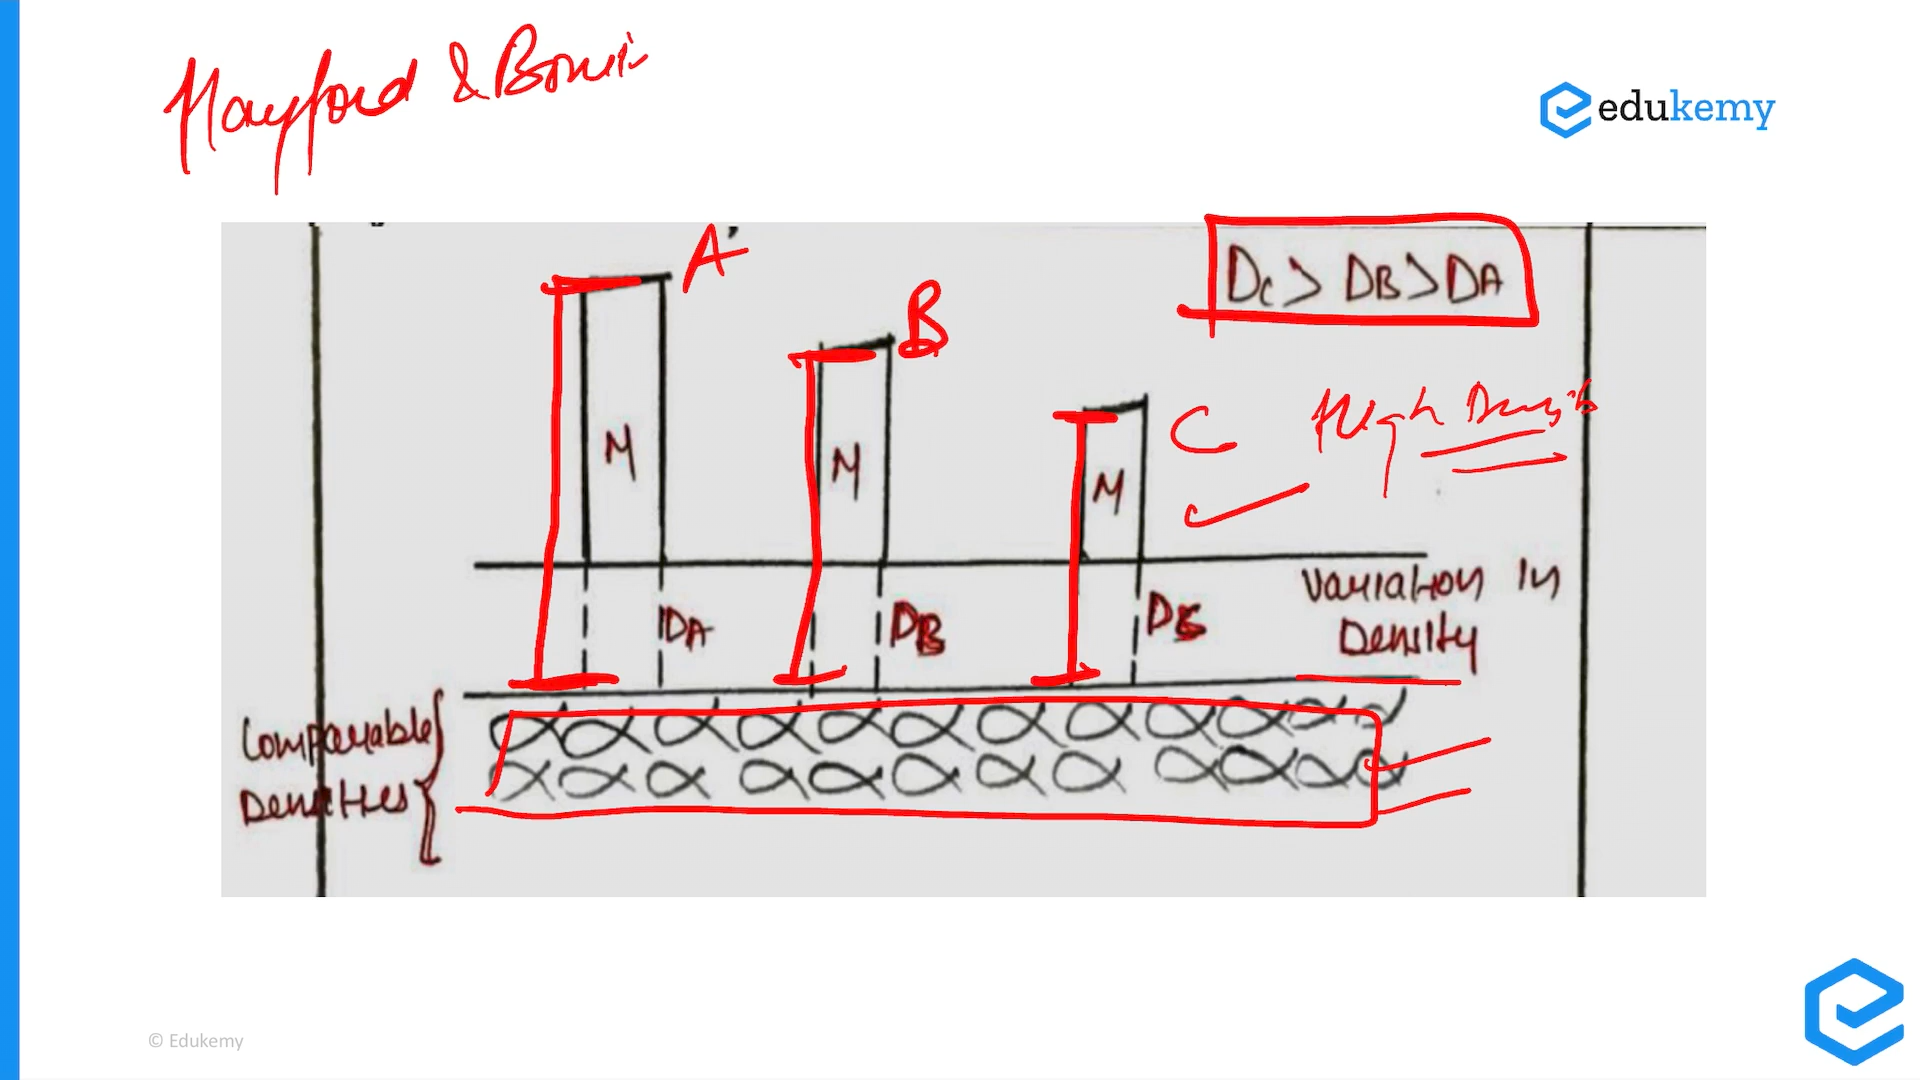 Hayford & Bowie
edukemy
A
Dc > DB > DA
B
C High Density
M
M
M
Variation in
Density
DA
DB
Dc
Comparable
Densities
© Edukemy